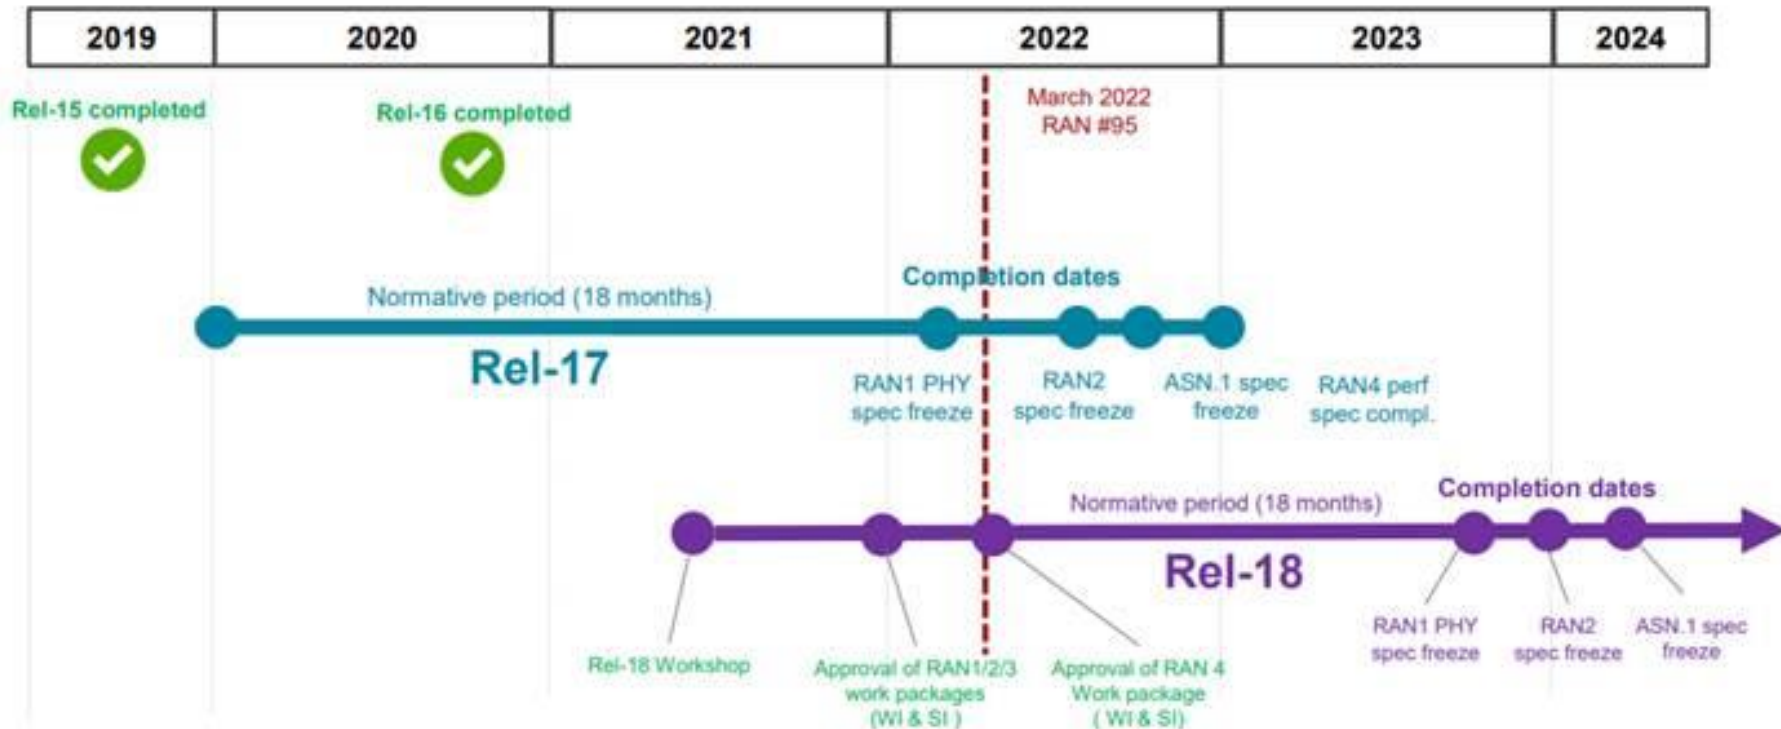 2019 2020 2021 2022 2023 2024
Rel-15 completed
Rel-16 completed
March 2022
RAN #95
Completion dates
Normative period (18 months)
Rel-17
RAN1 PHY
spec freeze
RAN2
spec freeze
ASN.1 spec
freeze
RAN4 perf
spec compl.
Completion dates
Normative period (18 months)
Rel-18
Rel-18 Workshop
Approval of RAN1/2/3
work packages
(WI & SI )
Approval of RAN 4
Work package
( WI & SI)
RAN1 PHY
spec freeze
RAN2
spec freeze
ASN.1 spec
freeze